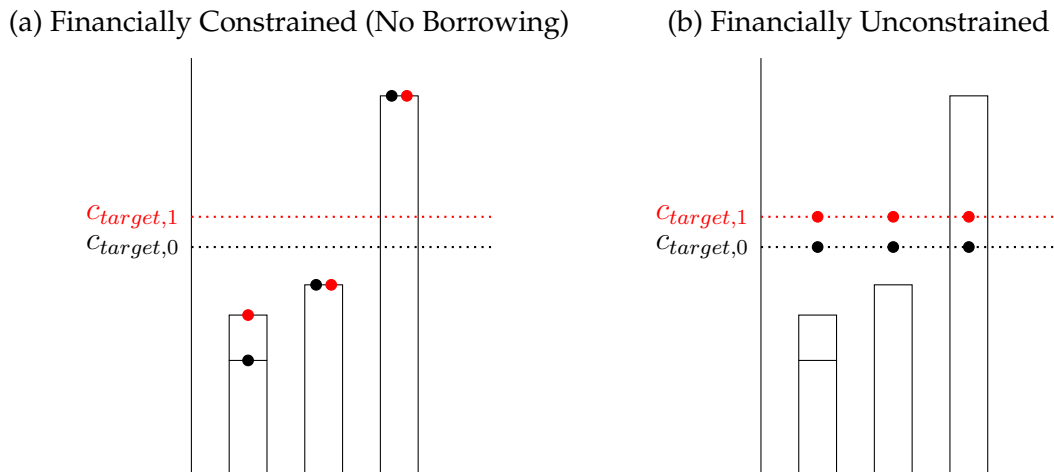 (a) Financially Constrained (No Borrowing)
(b) Financially Unconstrained
c_{target,1}
c_{target,0}
c_{target,1}
c_{target,0}